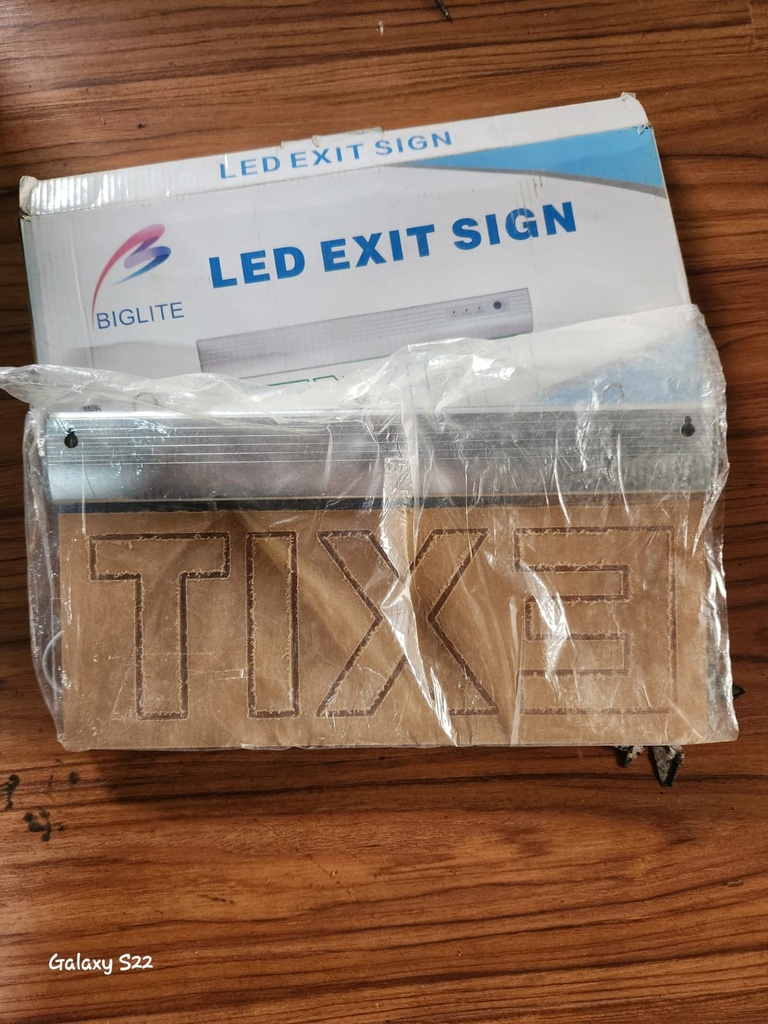 LED EXIT SIGN
LED EXIT SIGN
BIGLITE
TIXE
Galaxy S22